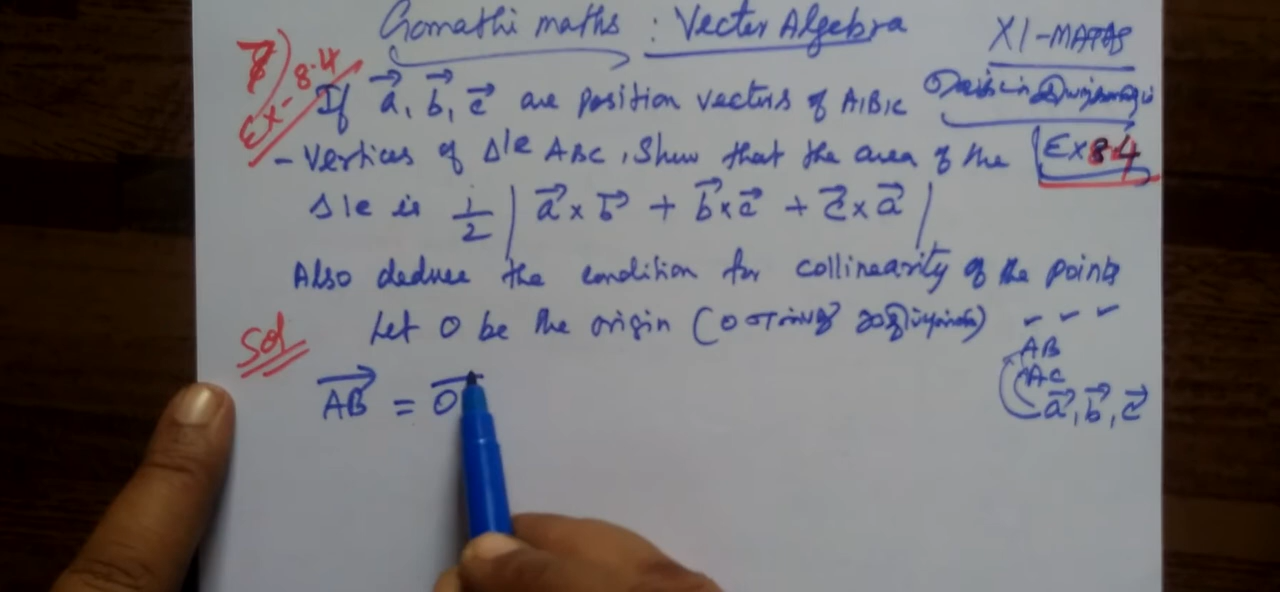 Gomathi maths : Vector Algebra
XI-MATHS
7)
Ex-8.4
If a⃗, b⃗, c⃗ are position vectors of A,B,C
- vertices of Δle ABC, Show that the area of the
Ex 8.4
Δle is 1/2 | a⃗ × b⃗ + b⃗ × c⃗ + c⃗ × a⃗ |
Also deduce the condition for collinearity of the points
Sol
Let O be the origin
AB
AC
a⃗, b⃗, c⃗
AB⃗ = O